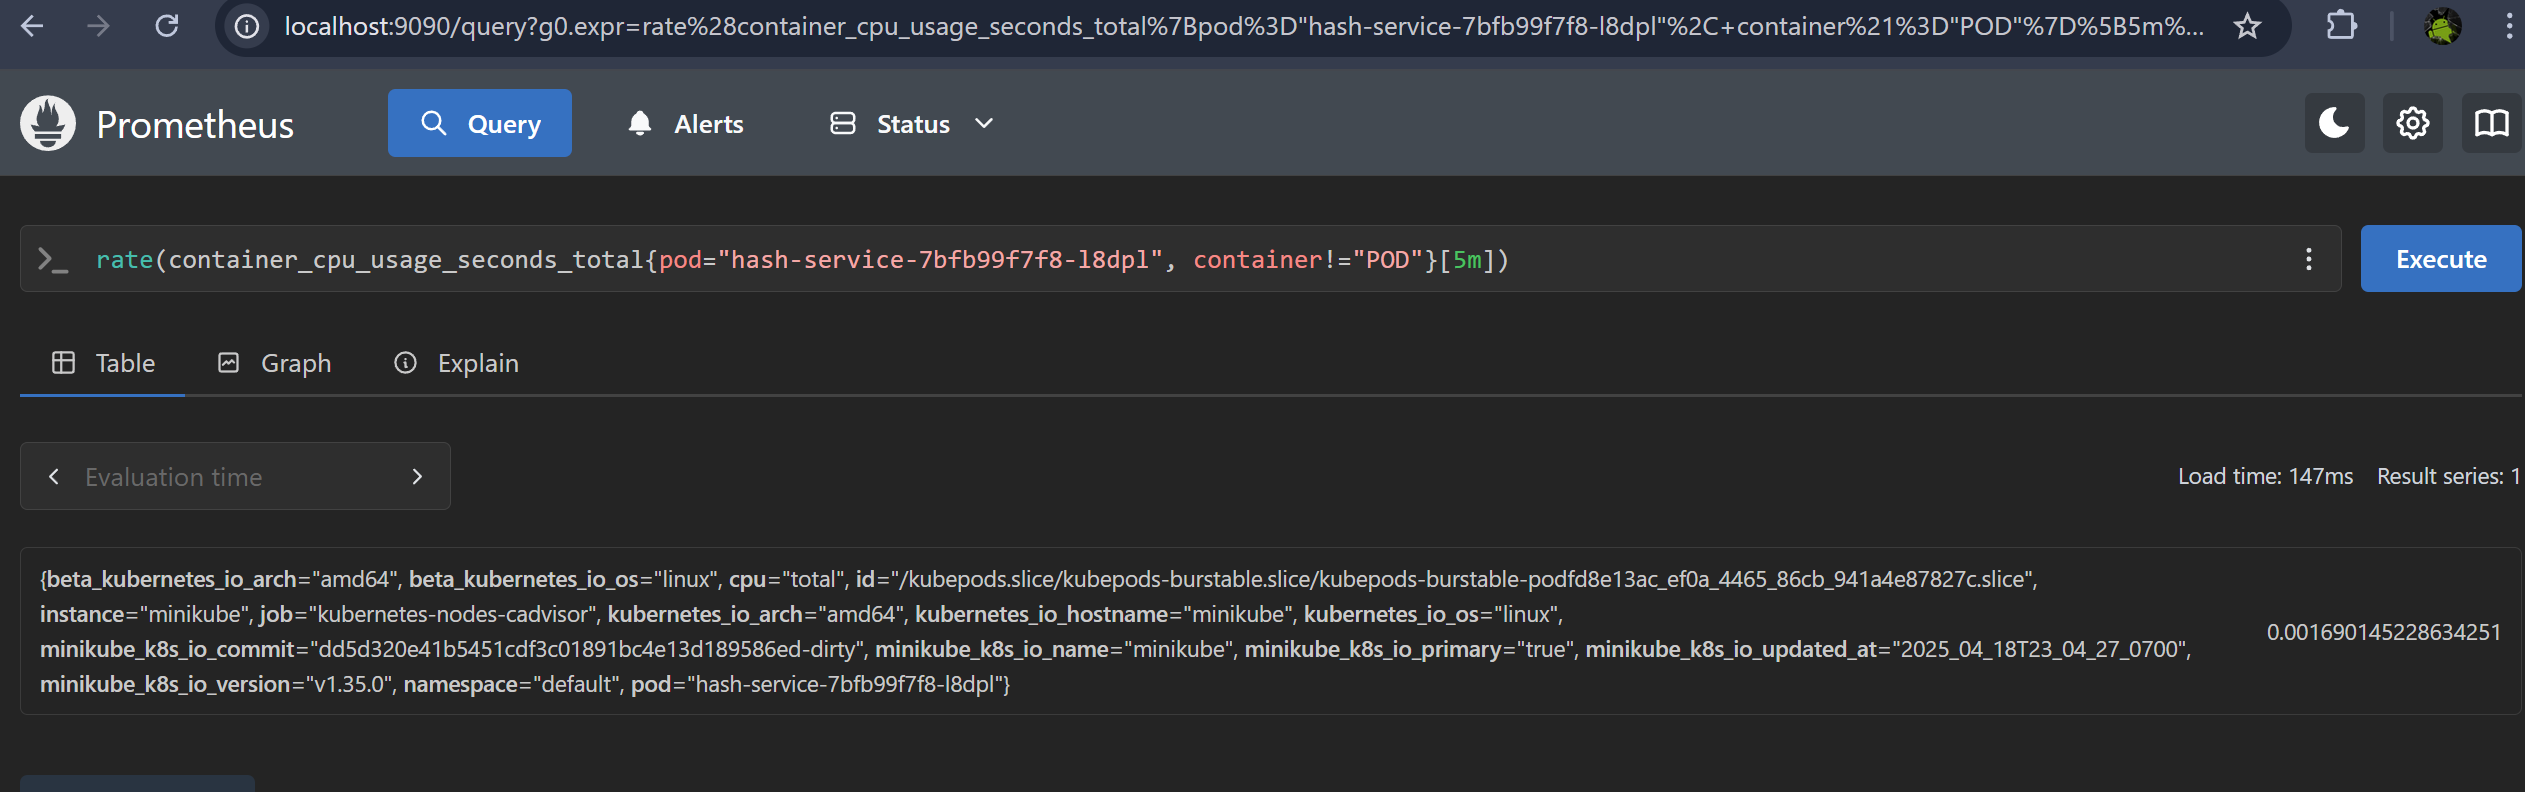 localhost:9090/query?g0.expr=rate%28container_cpu_usage_seconds_total%7Bpod%3D"hash-service-7bfb99f7f8-l8dpl"%2C+container%21%3D"POD"%7D%5B5m%...
Prometheus Query Alerts Status
rate(container_cpu_usage_seconds_total{pod="hash-service-7bfb99f7f8-l8dpl", container!="POD"}[5m]) Execute
Table Graph Explain
Evaluation time Load time: 147ms Result series: 1
{beta_kubernetes_io_arch="amd64", beta_kubernetes_io_os="linux", cpu="total", id="/kubepods.slice/kubepods-burstable.slice/kubepods-burstable-podfd8e13ac_ef0a_4465_86cb_941a4e87827c.slice",
instance="minikube", job="kubernetes-nodes-cadvisor", kubernetes_io_arch="amd64", kubernetes_io_hostname="minikube", kubernetes_io_os="linux",
0.001690145228634251
minikube_k8s_io_commit="dd5d320e41b5451cdf3c01891bc4e13d189586ed-dirty", minikube_k8s_io_name="minikube", minikube_k8s_io_primary="true", minikube_k8s_io_updated_at="2025_04_18T23_04_27_0700",
minikube_k8s_io_version="v1.35.0", namespace="default", pod="hash-service-7bfb99f7f8-l8dpl"}